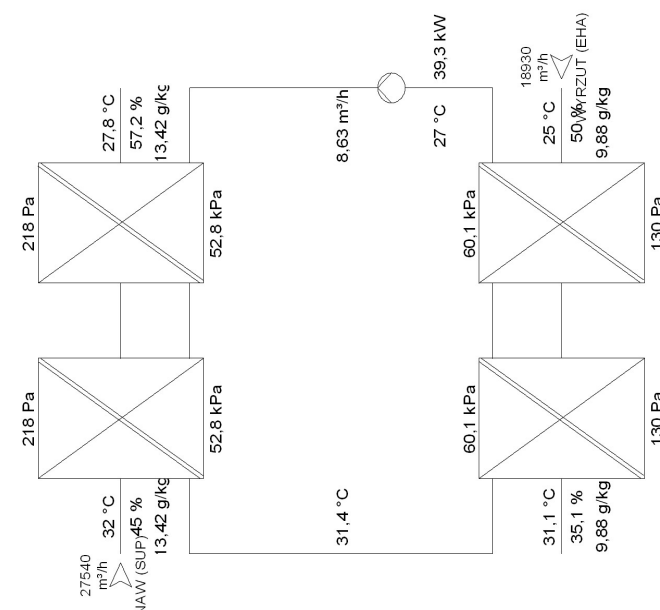 218 Pa
27,8 °C
57,2 %
13,42 g/kg
52,8 kPa
8,63 m³/h
39,3 kW
27 °C
60,1 kPa
18930
m³/h
WYRZUT (EHA)
25 °C
50 %
9,88 g/kg
130 Pa
218 Pa
52,8 kPa
60,1 kPa
130 Pa
27540
m³/h
NAW (SUP)
32 °C
45 %
13,42 g/kg
31,4 °C
31,1 °C
35,1 %
9,88 g/kg